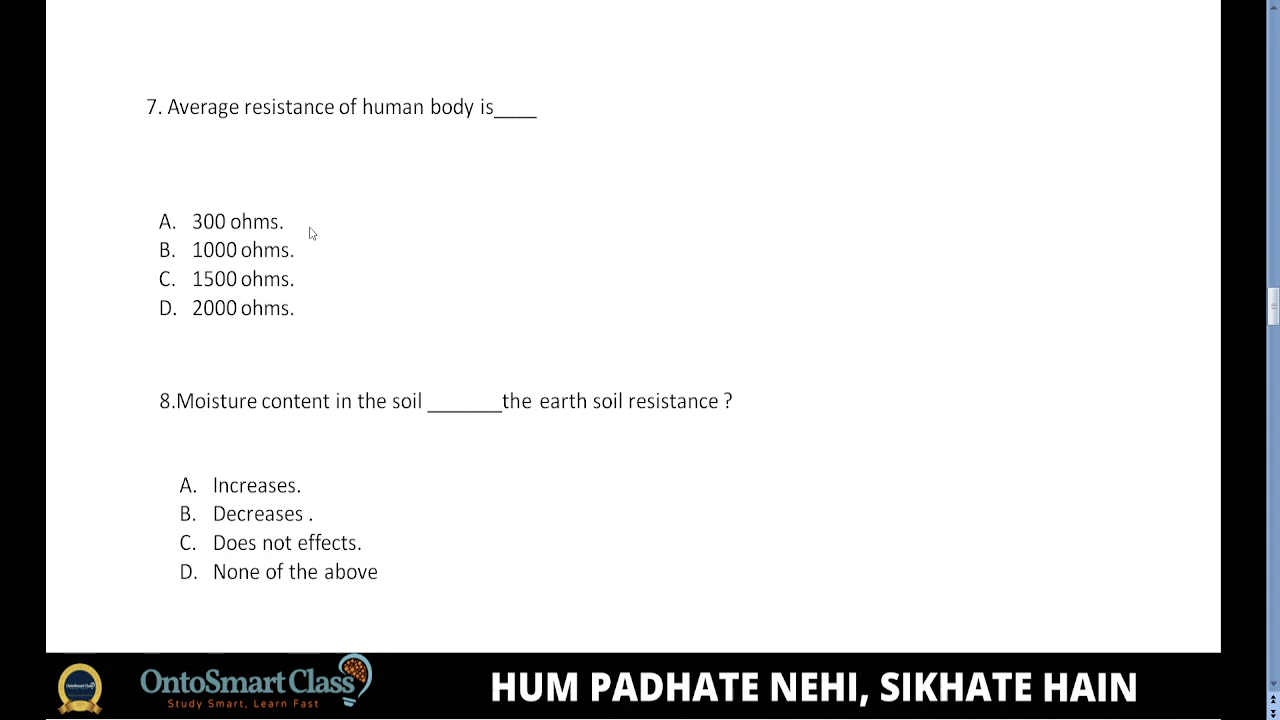 7. Average resistance of human body is____
A. 300 ohms.
B. 1000 ohms.
C. 1500 ohms.
D. 2000 ohms.
8.Moisture content in the soil _______the earth soil resistance ?
A. Increases.
B. Decreases .
C. Does not effects.
D. None of the above
OntoSmart Class
Study Smart, Learn Fast
HUM PADHATE NEHI, SIKHATE HAIN